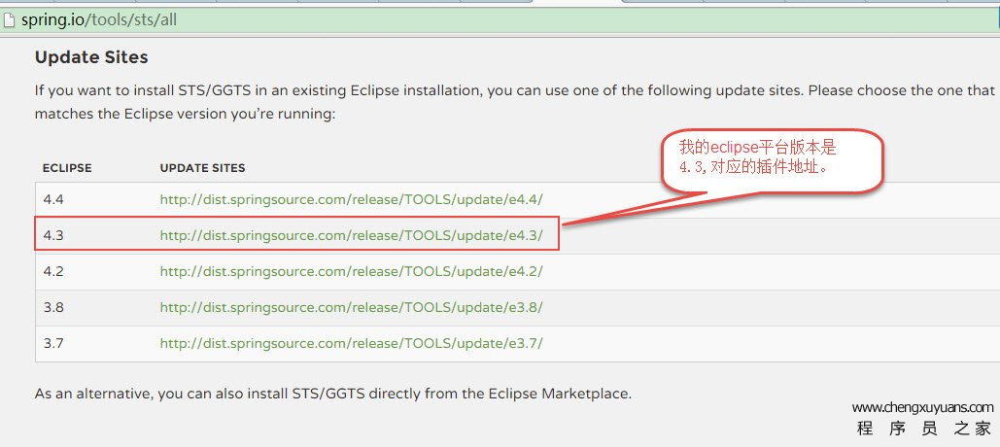 spring.io/tools/sts/all
Update Sites
If you want to install STS/GGTS in an existing Eclipse installation, you can use one of the following update sites. Please choose the one that
matches the Eclipse version you're running:
我的eclipse平台版本是
4.3,对应的插件地址。
ECLIPSE UPDATE SITES
4.4 http://dist.springsource.com/release/TOOLS/update/e4.4/
4.3 http://dist.springsource.com/release/TOOLS/update/e4.3/
4.2 http://dist.springsource.com/release/TOOLS/update/e4.2/
3.8 http://dist.springsource.com/release/TOOLS/update/e3.8/
3.7 http://dist.springsource.com/release/TOOLS/update/e3.7/
As an alternative, you can also install STS/GGTS directly from the Eclipse Marketplace.
www.chengxuyuans.com
程 序 员 之 家